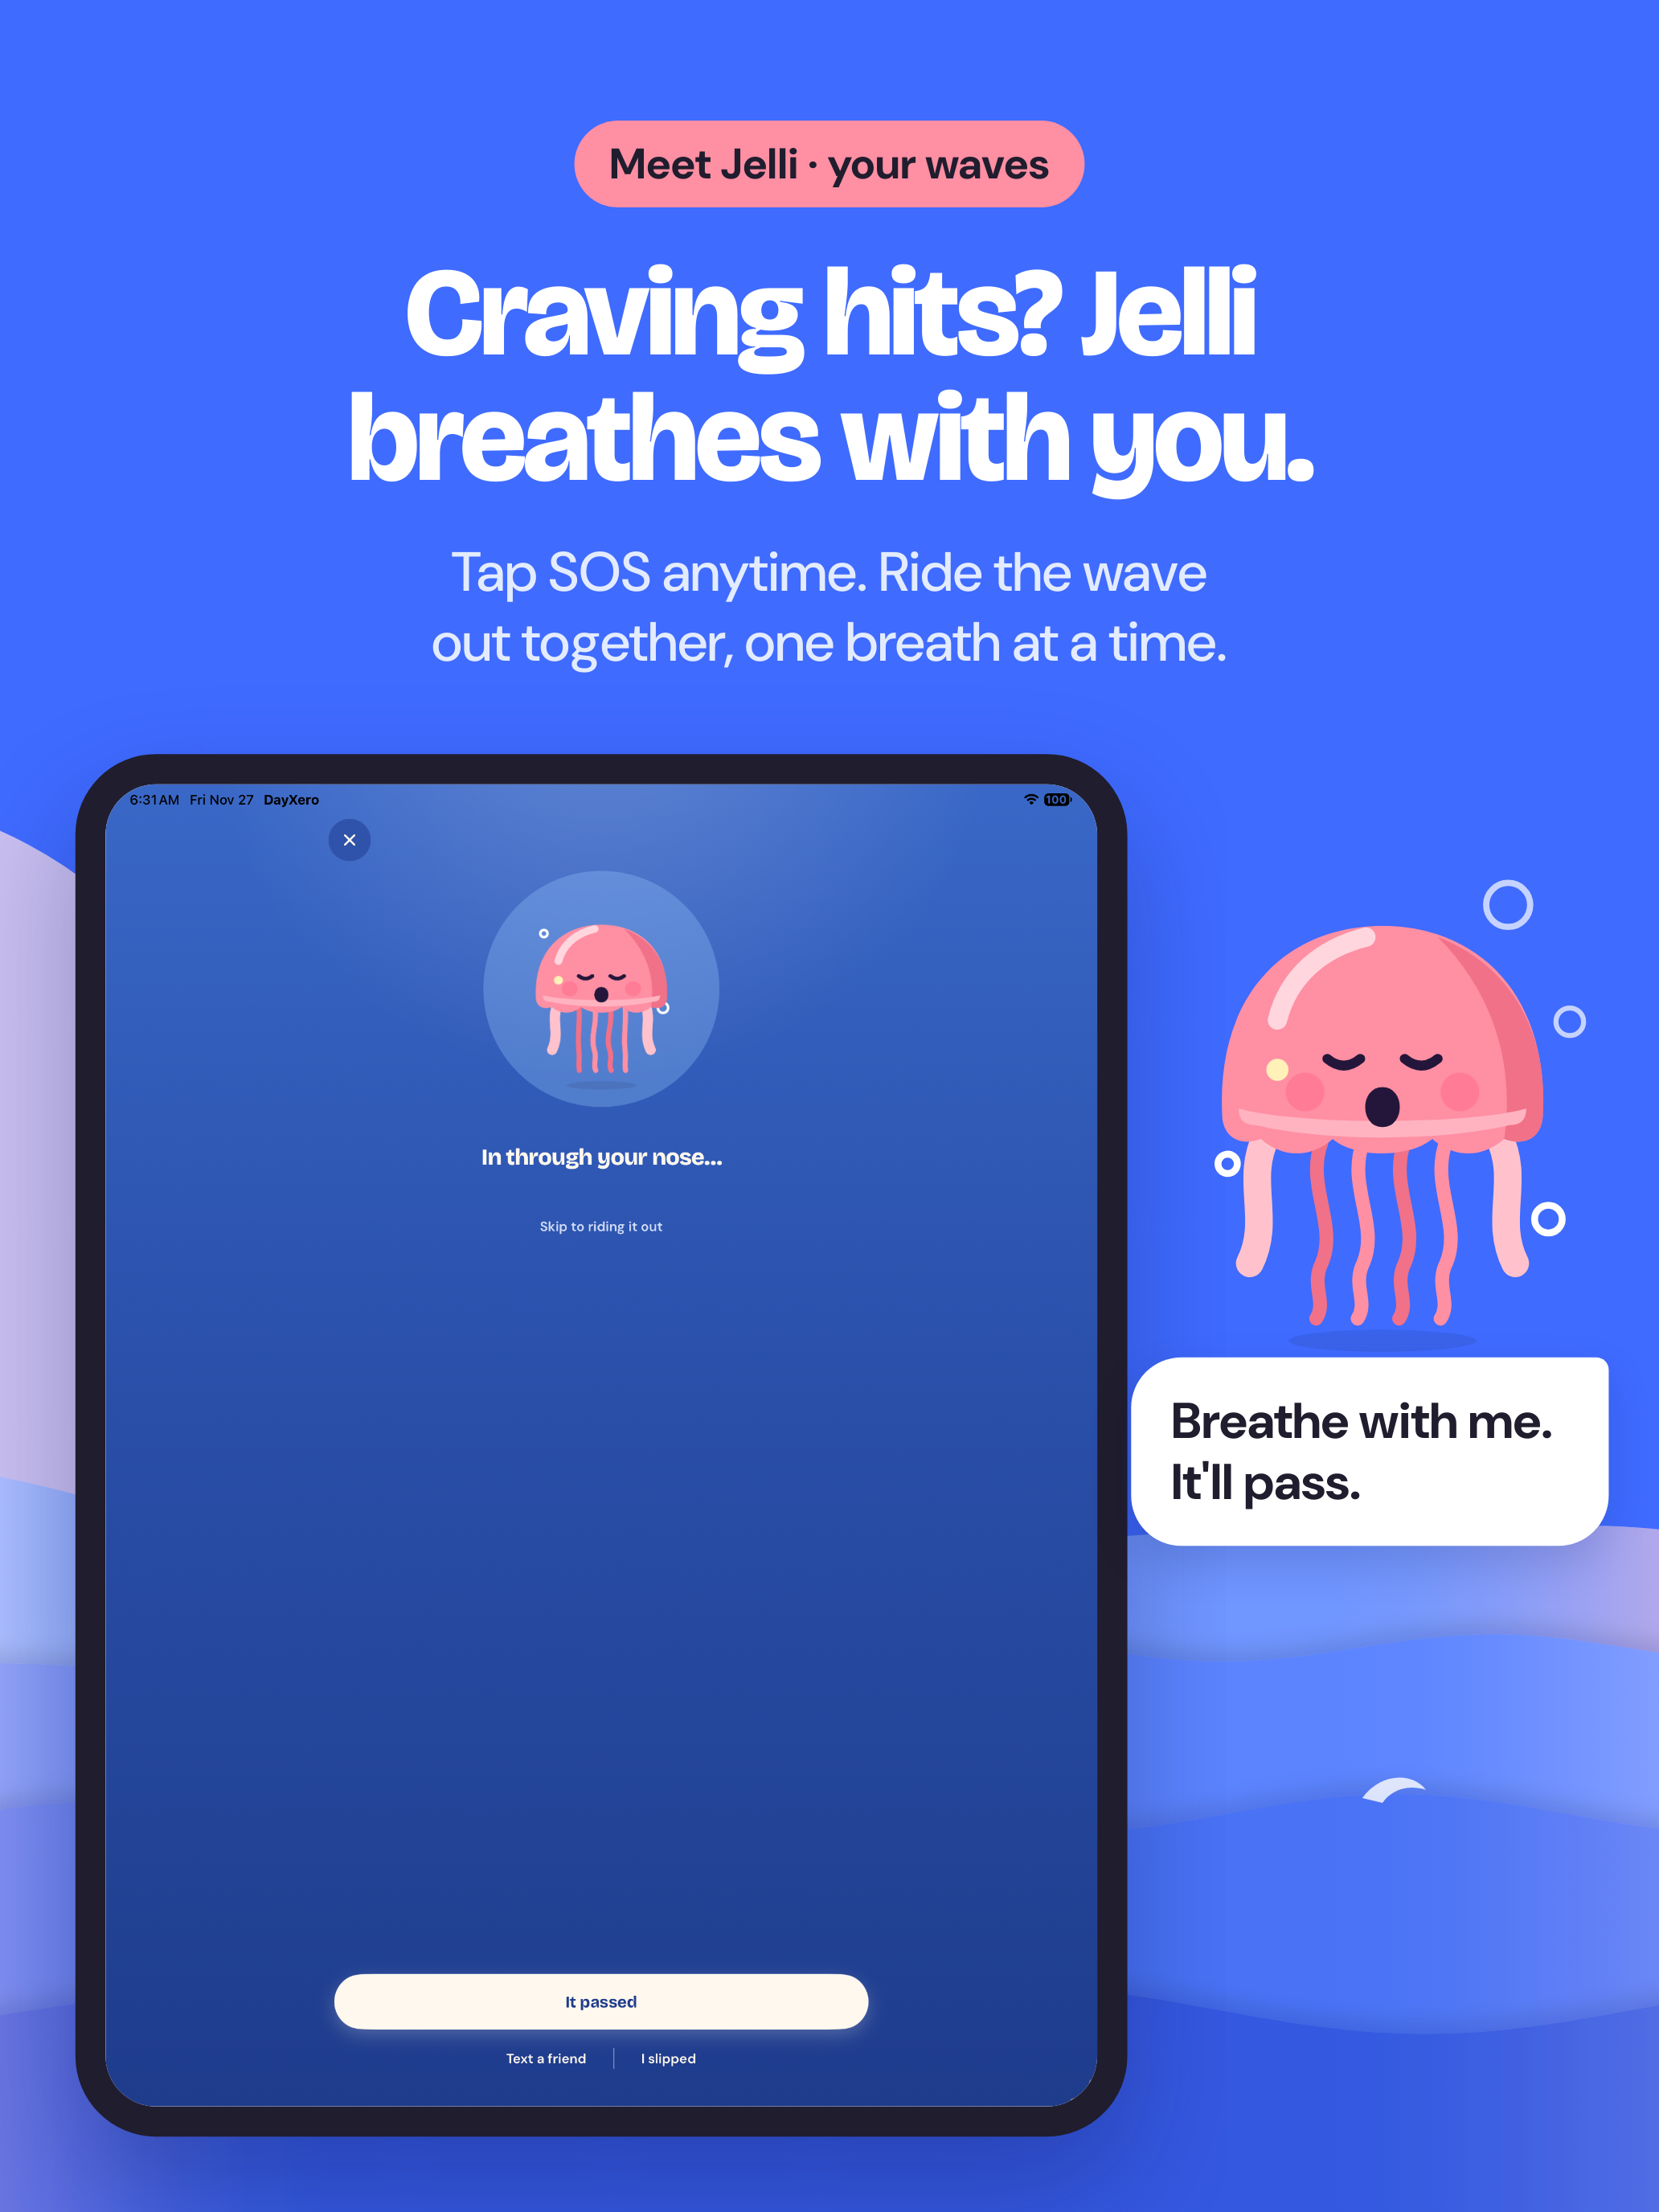 Meet Jelli · your waves
Craving hits? Jelli
breathes with you.
Tap SOS anytime. Ride the wave
out together, one breath at a time.
6:31AM Fri Nov 27 DayXero
100
In through your nose...
Skip to riding it out
Breathe with me.
It'll pass.
It passed
Text a friend
I slipped